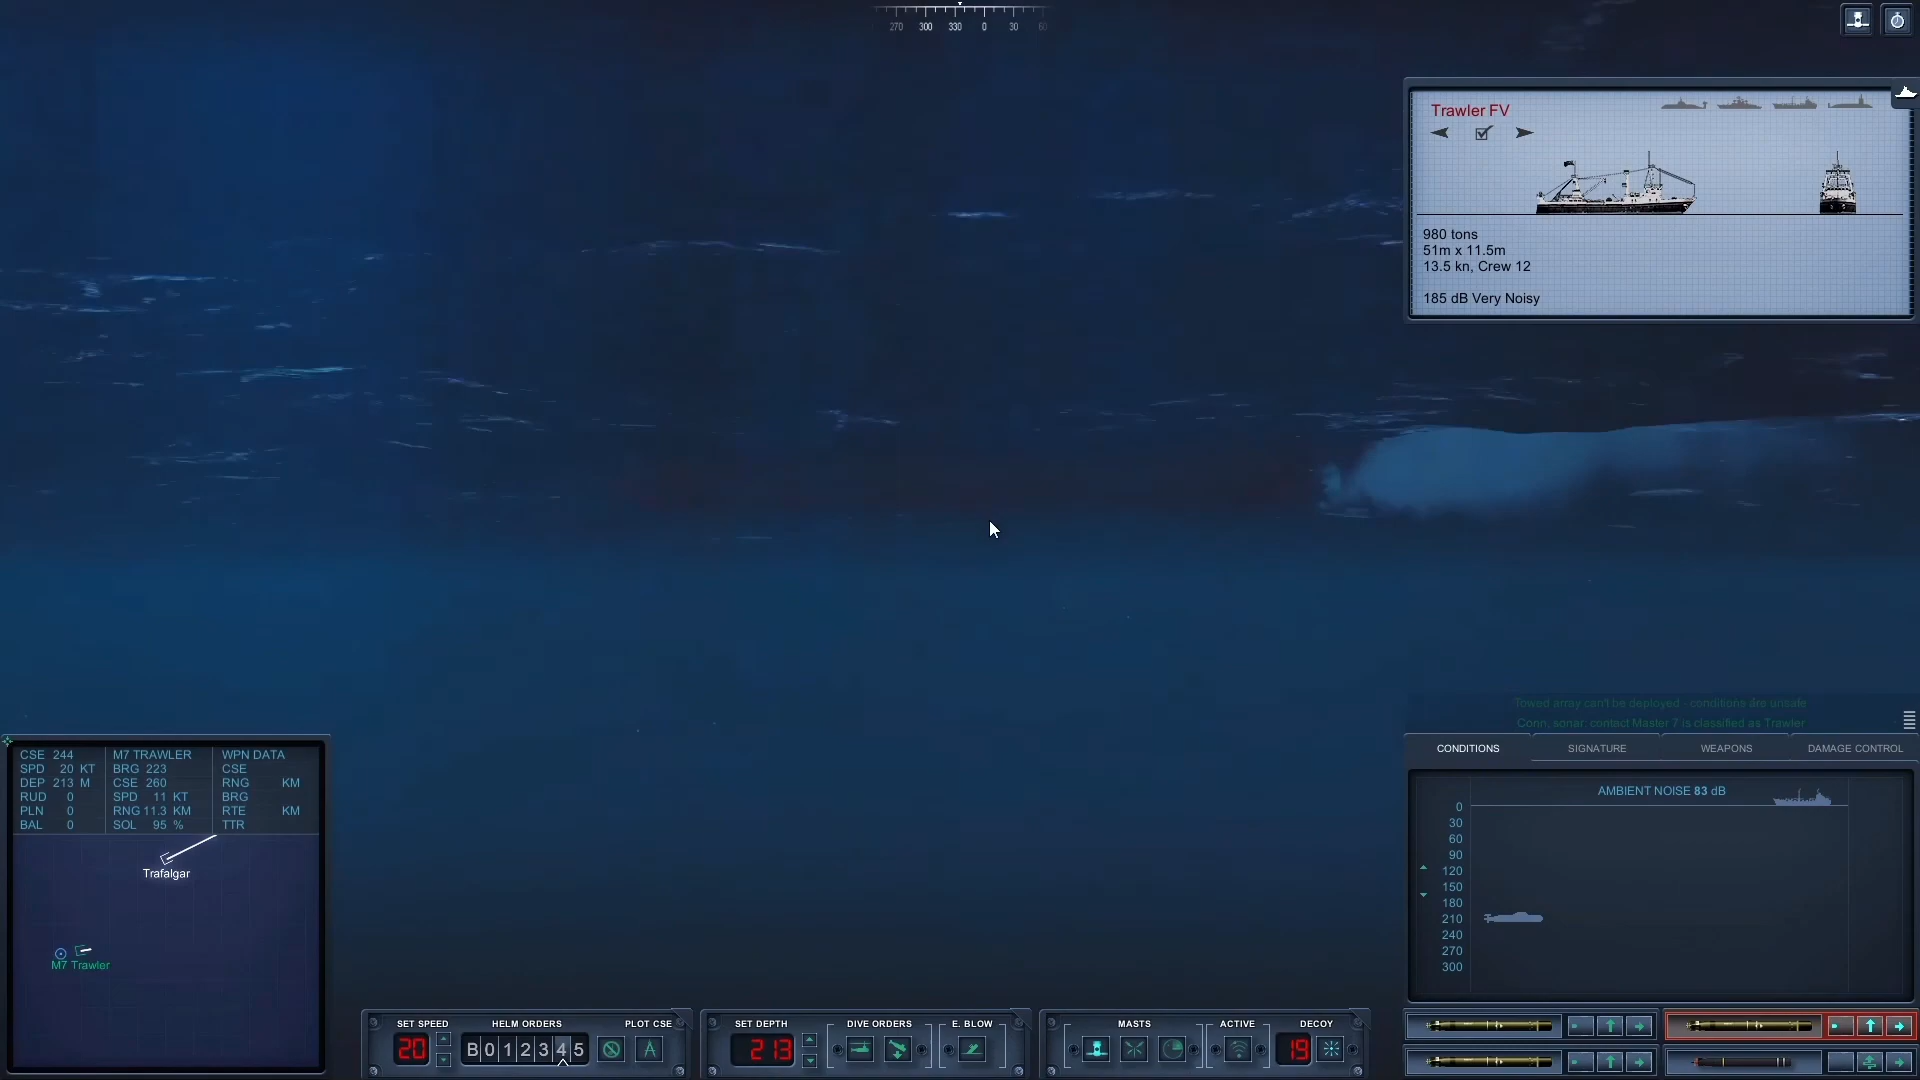 270 300 330 0 30 60
Trawler FV
980 tons
51m x 11.5m
13.5 kn, Crew 12
185 dB Very Noisy
Towed array can't be deployed - conditions are unsafe
Conn, sonar: contact Master 7 is classified as Trawler
CONDITIONS SIGNATURE WEAPONS DAMAGE CONTROL
AMBIENT NOISE 83 dB
0
30
60
90
120
150
180
210
240
270
300
CSE 244 M7 TRAWLER WPN DATA
SPD 20 KT BRG 223 CSE
DEP 213 M CSE 260 RNG KM
RUD 0 SPD 11 KT BRG
PLN 0 RNG 11.3 KM RTE KM
BAL 0 SOL 95 % TTR
Trafalgar
M7 Trawler
SET SPEED HELM ORDERS PLOT CSE SET DEPTH DIVE ORDERS E. BLOW MASTS ACTIVE DECOY
20 B 0 1 2 3 4 5 213 19